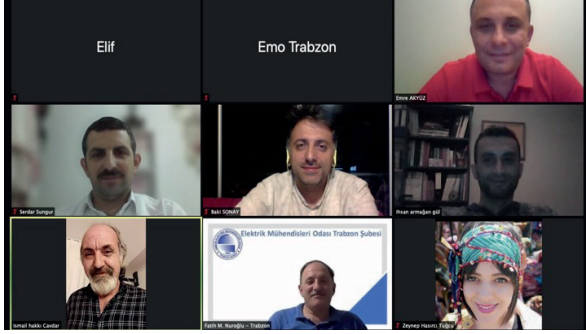 Elif
Emo Trabzon
Emre AKYÜZ
Serdar Sungur
Baki SONAY
ihsan armağan gül
Elektrik Mühendisleri Odası Trabzon Şubesi
ismail hakkı Cavdar
Fatih M. Nuroğlu – Trabzon
Zeynep Hasırcı Tuğcu